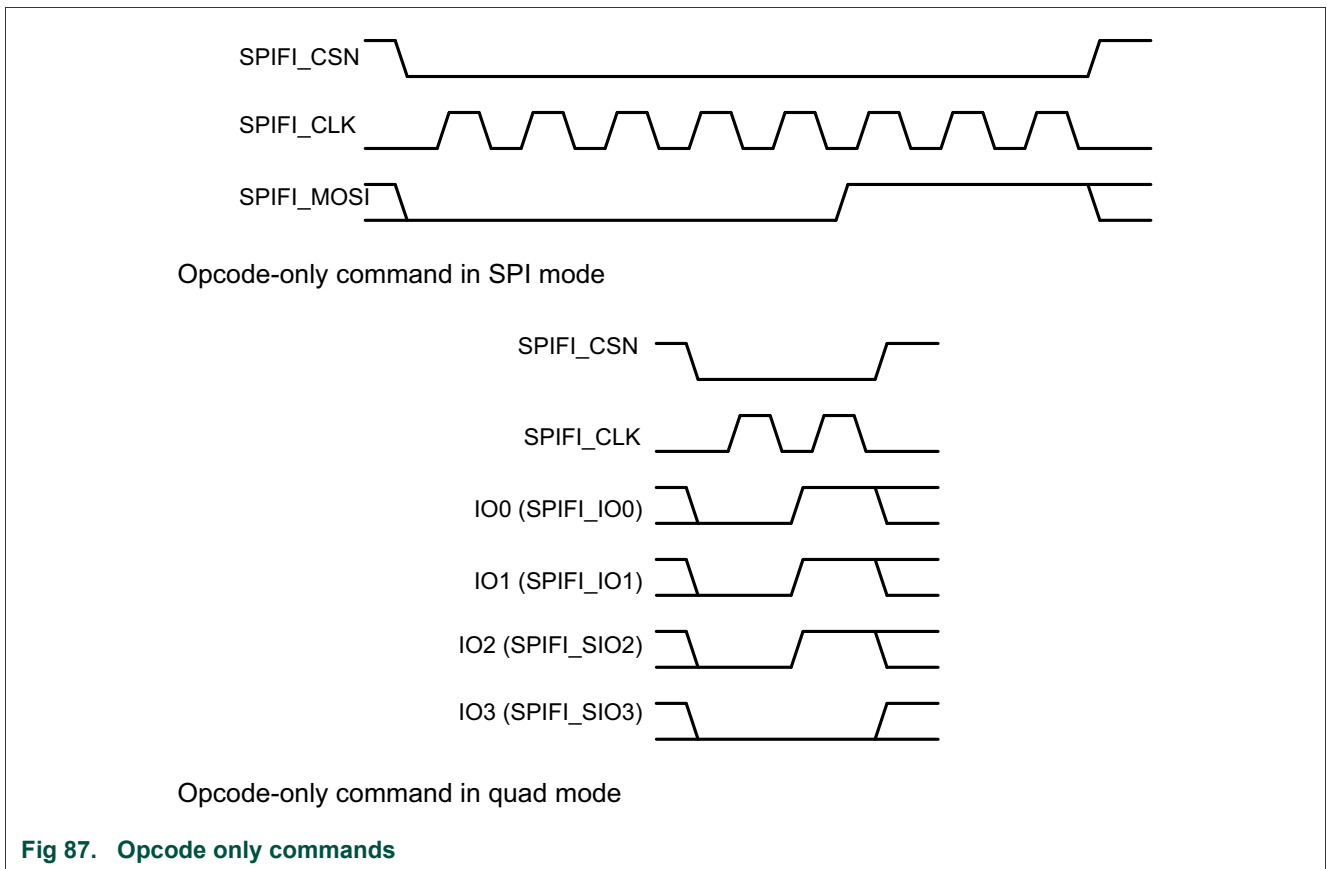 SPIFI_CSN
SPIFI_CLK
SPIFI_MOSI
Opcode-only command in SPI mode
SPIFI_CSN
SPIFI_CLK
IO0 (SPIFI_IO0)
IO1 (SPIFI_IO1)
IO2 (SPIFI_SIO2)
IO3 (SPIFI_SIO3)
Opcode-only command in quad mode
Fig 87. Opcode only commands